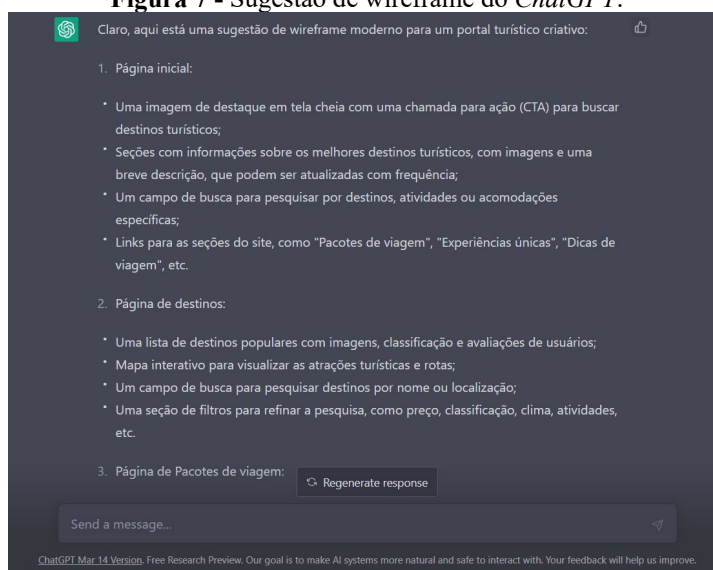 Figura 7 - Sugestão de wireframe do ChatGPT.
Claro, aqui está uma sugestão de wireframe moderno para um portal turístico criativo:
1. Página inicial:
• Uma imagem de destaque em tela cheia com uma chamada para ação (CTA) para buscar
destinos turísticos;
• Seções com informações sobre os melhores destinos turísticos, com imagens e uma
breve descrição, que podem ser atualizadas com frequência;
• Um campo de busca para pesquisar por destinos, atividades ou acomodações
específicas;
• Links para as seções do site, como "Pacotes de viagem", "Experiências únicas", "Dicas de
viagem", etc.
2. Página de destinos:
• Uma lista de destinos populares com imagens, classificação e avaliações de usuários;
• Mapa interativo para visualizar as atrações turísticas e rotas;
• Um campo de busca para pesquisar destinos por nome ou localização;
• Uma seção de filtros para refinar a pesquisa, como preço, classificação, clima, atividades,
etc.
3. Página de Pacotes de viagem:
Regenerate response
Send a message...
ChatGPT Mar 14 Version. Free Research Preview. Our goal is to make AI systems more natural and safe to interact with. Your feedback will help us improve.